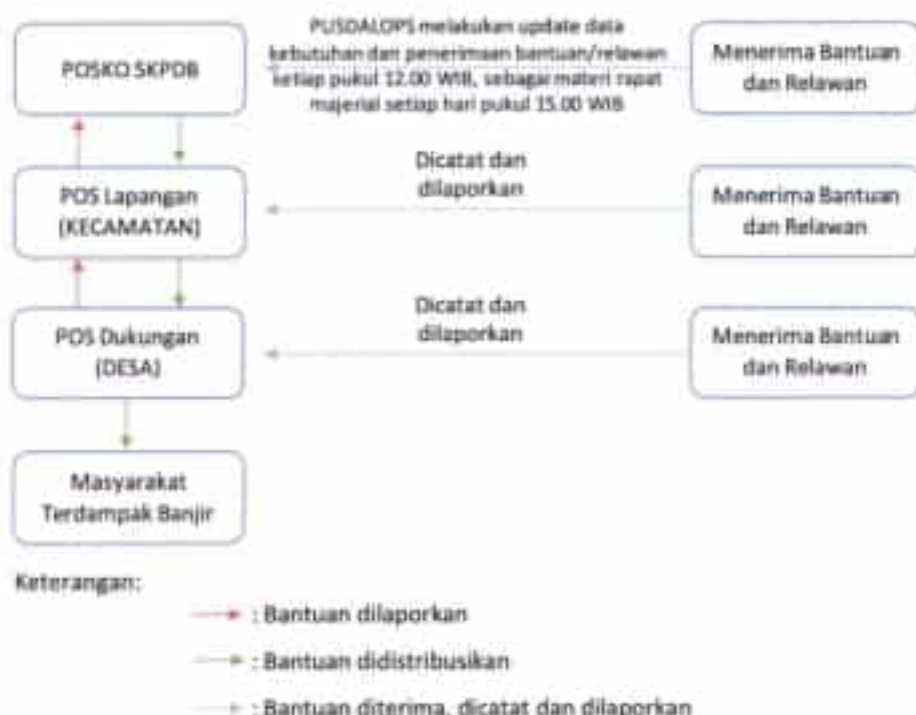 POSKO SKPDB
PUSDALOPS melakukan update data
kebutuhan dan penerimaan bantuan/relawan
setiap pukul 12.00 WIB, sebagai materi rapat
majerial setiap hari pukul 15.00 WIB
Menerima Bantuan
dan Relawan
POS Lapangan
(KECAMATAN)
Dicatat dan
dilaporkan
Menerima Bantuan
dan Relawan
POS Dukungan
(DESA)
Dicatat dan
dilaporkan
Menerima Bantuan
dan Relawan
Masyarakat
Terdampak Banjir
Keterangan:
: Bantuan dilaporkan
: Bantuan didistribusikan
: Bantuan diterima, dicatat dan dilaporkan